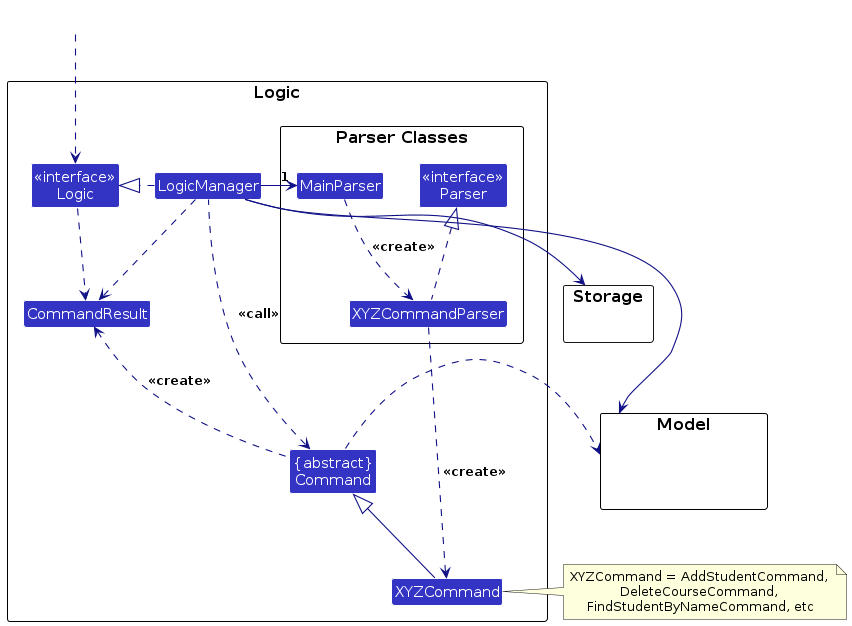 Logic
Parser Classes
«interface»
Logic
LogicManager
1
MainParser
«interface»
Parser
«create»
Storage
CommandResult
«call»
XYZCommandParser
«create»
Model
{abstract}
Command
«create»
XYZCommand
XYZCommand = AddStudentCommand,
DeleteCourseCommand,
FindStudentByNameCommand, etc